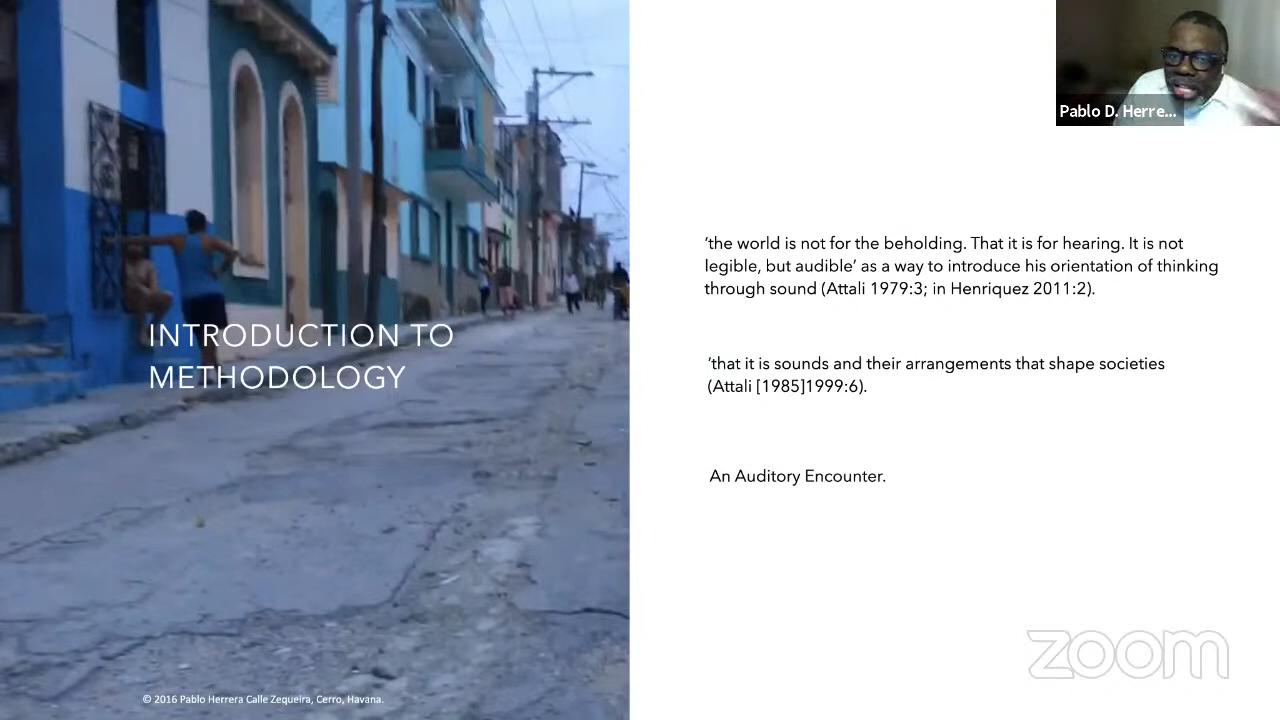 Pablo D. Herre...
'the world is not for the beholding. That it is for hearing. It is not
legible, but audible' as a way to introduce his orientation of thinking
through sound (Attali 1979:3; in Henriquez 2011:2).
INTRODUCTION TO
METHODOLOGY
'that it is sounds and their arrangements that shape societies
(Attali [1985]1999:6).
An Auditory Encounter.
zoom
© 2016 Pablo Herrera Calle Zequeira, Cerro, Havana.